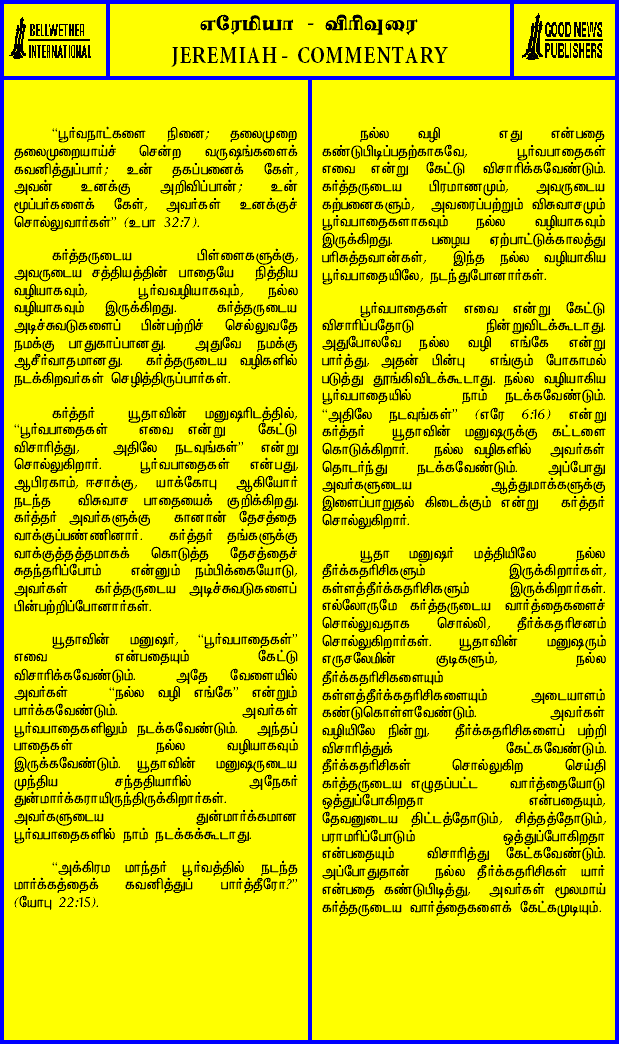 BELLWETHER
INTERNATIONAL
எரேமியா - விரிவுரை
JEREMIAH - COMMENTARY
GOOD NEWS
PUBLISHERS
“பூர்வநாட்களை நினை; தலைமுறை
தலைமுறையாய்ச் சென்ற வருஷங்களைக்
கவனித்துப்பார்; உன் தகப்பனைக் கேள்,
அவன் உனக்கு அறிவிப்பான்; உன்
மூப்பர்களைக் கேள், அவர்கள் உனக்குச்
சொல்லுவார்கள்” (உபா 32:7).
கர்த்தருடைய பிள்ளைகளுக்கு,
அவருடைய சத்தியத்தின் பாதையே நித்திய
வழியாகவும், பூர்வவழியாகவும், நல்ல
வழியாகவும் இருக்கிறது. கர்த்தருடைய
அடிச்சுவடுகளைப் பின்பற்றிச் செல்லுவதே
நமக்கு பாதுகாப்பானது. அதுவே நமக்கு
ஆசீர்வாதமானது. கர்த்தருடைய வழிகளில்
நடக்கிறவர்கள் செழித்திருப்பார்கள்.
கர்த்தர் யூதாவின் மனுஷரிடத்தில்,
“பூர்வபாதைகள் எவை என்று கேட்டு
விசாரித்து, அதிலே நடவுங்கள்” என்று
சொல்லுகிறார். பூர்வபாதைகள் என்பது,
ஆபிரகாம், ஈசாக்கு, யாக்கோபு ஆகியோர்
நடந்த விசுவாச பாதையைக் குறிக்கிறது.
கர்த்தர் அவர்களுக்கு கானான் தேசத்தை
வாக்குப்பண்ணினார். கர்த்தர் தங்களுக்கு
வாக்குத்தத்தமாகக் கொடுத்த தேசத்தைச்
சுதந்தரிப்போம் என்னும் நம்பிக்கையோடு,
அவர்கள் கர்த்தருடைய அடிச்சுவடுகளைப்
பின்பற்றிப்போனார்கள்.
யூதாவின் மனுஷர், “பூர்வபாதைகள்”
எவை என்பதையும் கேட்டு
விசாரிக்கவேண்டும். அதே வேளையில்
அவர்கள் “நல்ல வழி எங்கே” என்றும்
பார்க்கவேண்டும். அவர்கள்
பூர்வபாதைகளிலும் நடக்கவேண்டும். அந்தப்
பாதைகள் நல்ல வழியாகவும்
இருக்கவேண்டும். யூதாவின் மனுஷருடைய
முந்திய சந்ததியாரில் அநேகர்
துன்மார்க்கராயிருந்திருக்கிறார்கள்.
அவர்களுடைய துன்மார்க்கமான
பூர்வபாதைகளில் நாம் நடக்கக்கூடாது.
“அக்கிரம மாந்தர் பூர்வத்தில் நடந்த
மார்க்கத்தைக் கவனித்துப் பார்த்தீரோ?”
(யோபு 22:15).
நல்ல வழி எது என்பதை
கண்டுபிடிப்பதற்காகவே, பூர்வபாதைகள்
எவை என்று கேட்டு விசாரிக்கவேண்டும்.
கர்த்தருடைய பிரமாணமும், அவருடைய
கற்பனைகளும், அவரைப்பற்றும் விசுவாசமும்
பூர்வபாதைகளாகவும் நல்ல வழியாகவும்
இருக்கிறது. பழைய ஏற்பாட்டுக்காலத்து
பரிசுத்தவான்கள், இந்த நல்ல வழியாகிய
பூர்வபாதையிலே, நடந்துபோனார்கள்.
பூர்வபாதைகள் எவை என்று கேட்டு
விசாரிப்பதோடு நின்றுவிடக்கூடாது.
அதுபோலவே நல்ல வழி எங்கே என்று
பார்த்து, அதன் பின்பு எங்கும் போகாமல்
படுத்து தூங்கிவிடக்கூடாது. நல்ல வழியாகிய
பூர்வபாதையில் நாம் நடக்கவேண்டும்.
“அதிலே நடவுங்கள்” (எரே 6:16) என்று
கர்த்தர் யூதாவின் மனுஷருக்கு கட்டளை
கொடுக்கிறார். நல்ல வழிகளில் அவர்கள்
தொடர்ந்து நடக்கவேண்டும். அப்போது
அவர்களுடைய ஆத்துமாக்களுக்கு
இளைப்பாறுதல் கிடைக்கும் என்று கர்த்தர்
சொல்லுகிறார்.
யூதா மனுஷர் மத்தியிலே நல்ல
தீர்க்கதரிசிகளும் இருக்கிறார்கள்,
கள்ளத்தீர்க்கதரிசிகளும் இருக்கிறார்கள்.
எல்லோருமே கர்த்தருடைய வார்த்தைகளைச்
சொல்லுவதாக சொல்லி, தீர்க்கதரிசனம்
சொல்லுகிறார்கள். யூதாவின் மனுஷரும்
எருசலேமின் குடிகளும், நல்ல
தீர்க்கதரிசிகளையும்
கள்ளத்தீர்க்கதரிசிகளையும் அடையாளம்
கண்டுகொள்ளவேண்டும். அவர்கள்
வழியிலே நின்று, தீர்க்கதரிசிகளைப் பற்றி
விசாரித்துக் கேட்கவேண்டும்.
தீர்க்கதரிசிகள் சொல்லுகிற செய்தி
கர்த்தருடைய எழுதப்பட்ட வார்த்தையோடு
ஒத்துப்போகிறதா என்பதையும்,
தேவனுடைய திட்டத்தோடும், சித்தத்தோடும்,
பராமரிப்போடும் ஒத்துப்போகிறதா
என்பதையும் விசாரித்து கேட்கவேண்டும்.
அப்போதுதான் நல்ல தீர்க்கதரிசிகள் யார்
என்பதை கண்டுபிடித்து, அவர்கள் மூலமாய்
கர்த்தருடைய வார்த்தைகளைக் கேட்கமுடியும்.